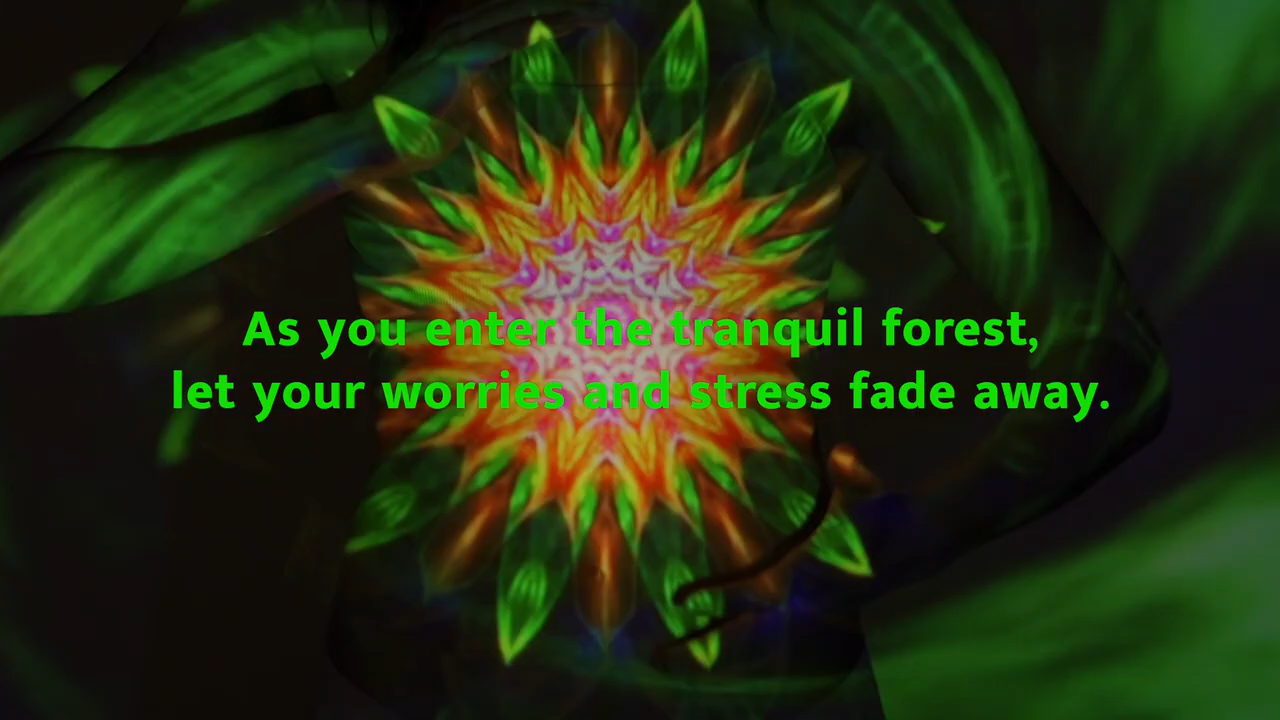 As you enter the tranquil forest,
let your worries and stress fade away.